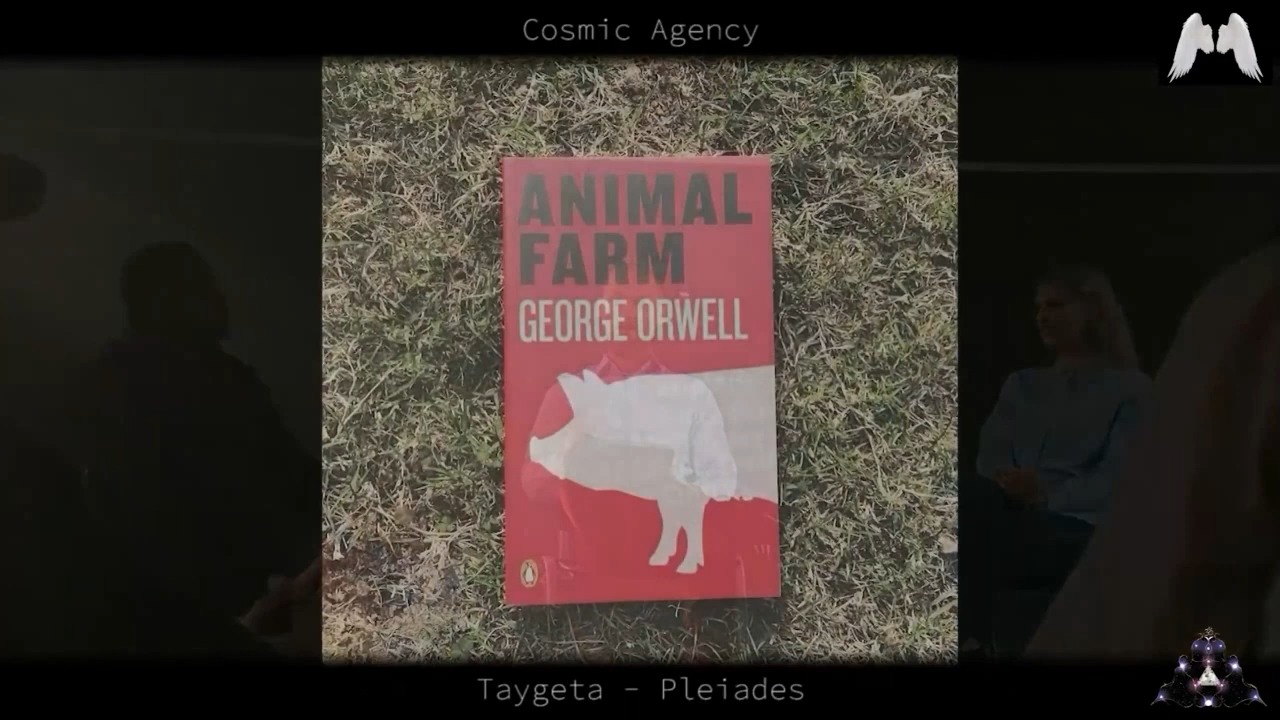 Cosmic Agency
ANIMAL
FARM
GEORGE ORWELL
Taygeta - Pleiades